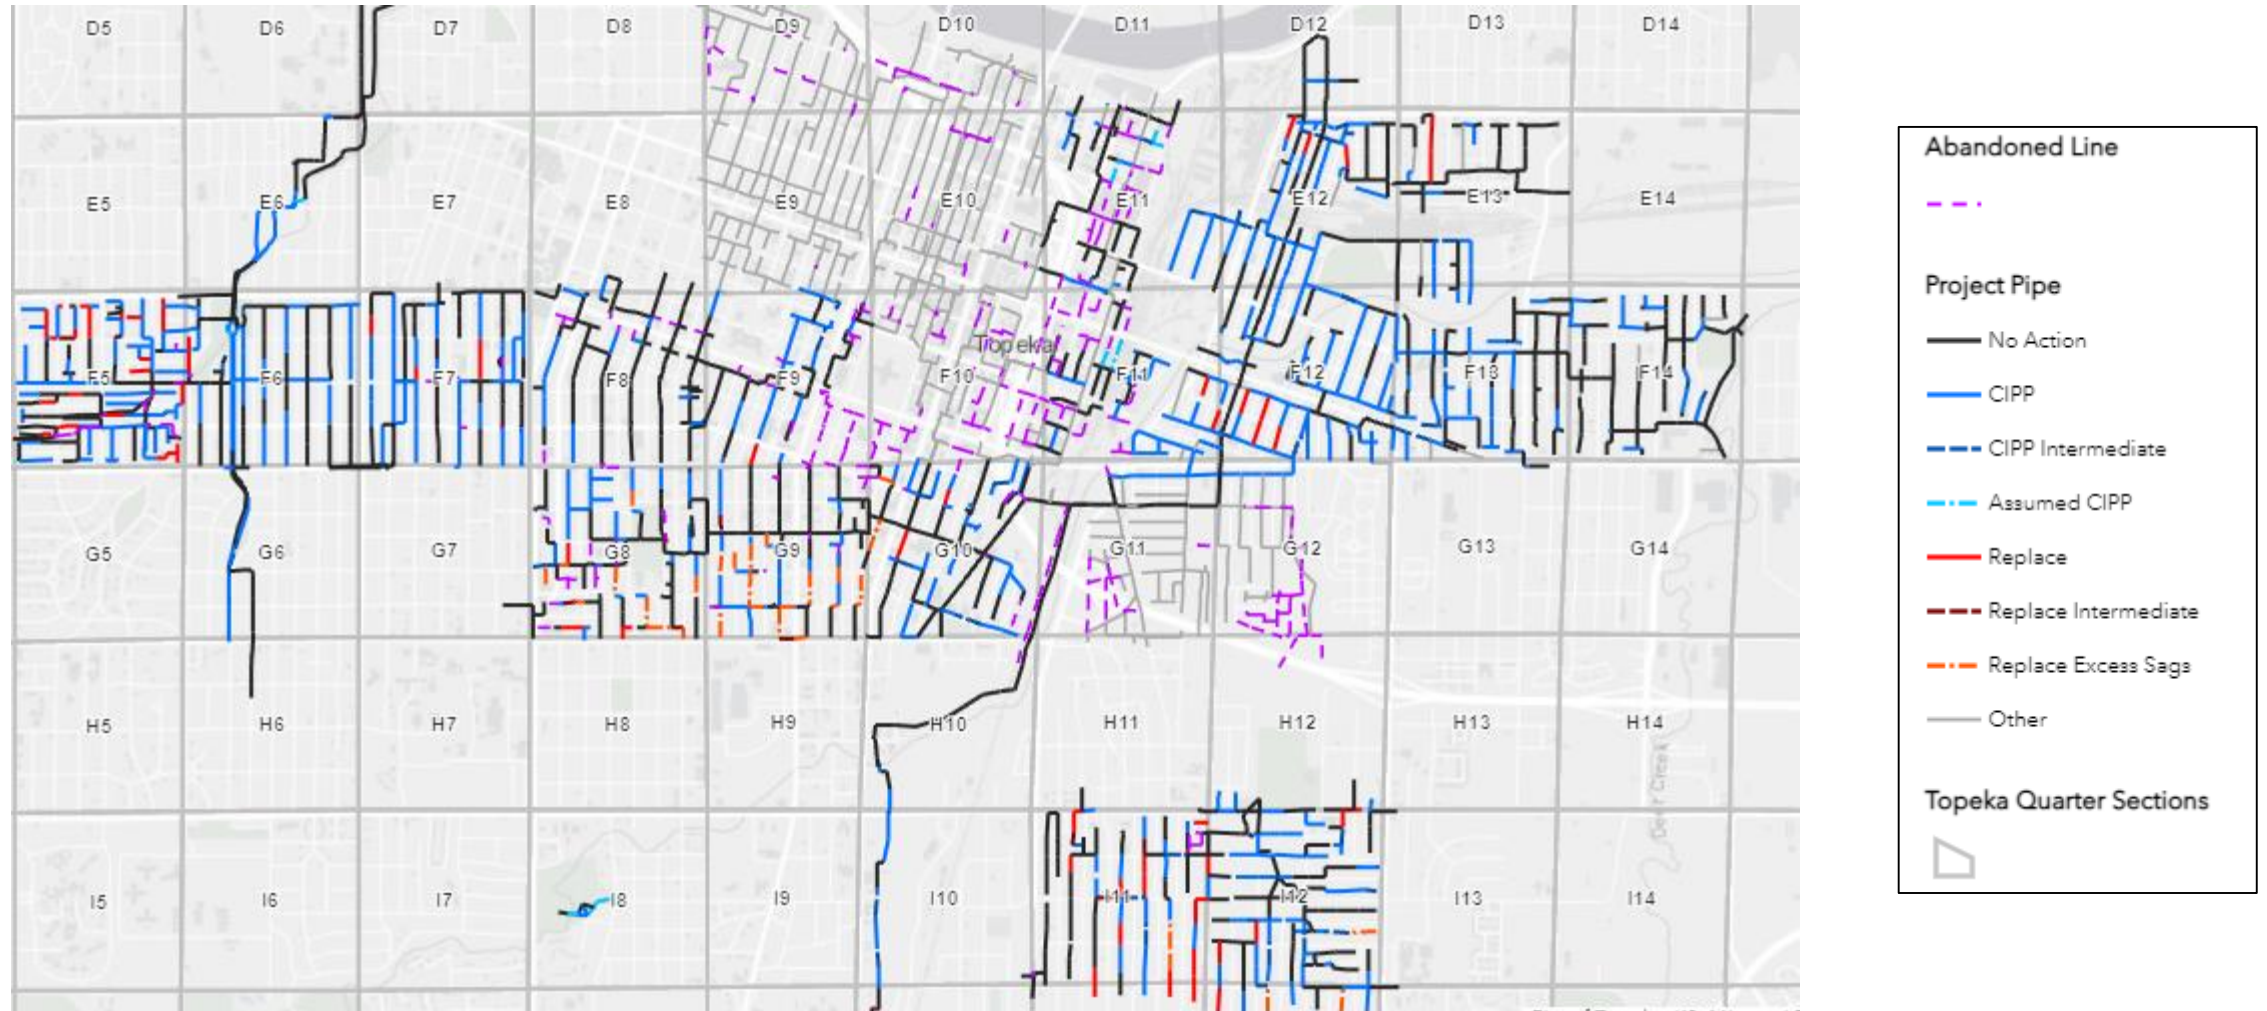 D5 D6 D7 D8 D9 D10 D11 D12 D13 D14
E5 E6 E7 E8 E9 E10 E11 E12 E13 E14
Topeka
F5 F6 F7 F8 F9 F10 F11 F12 F13 F14
G5 G6 G7 G8 G9 G10 G11 G12 G13 G14
H5 H6 H7 H8 H9 H10 H11 H12 H13 H14
Deer Creek
I5 I6 I7 I8 I9 I10 I11 I12 I13 I14
Abandoned Line
Project Pipe
No Action
CIPP
CIPP Intermediate
Assumed CIPP
Replace
Replace Intermediate
Replace Excess Sags
Other
Topeka Quarter Sections